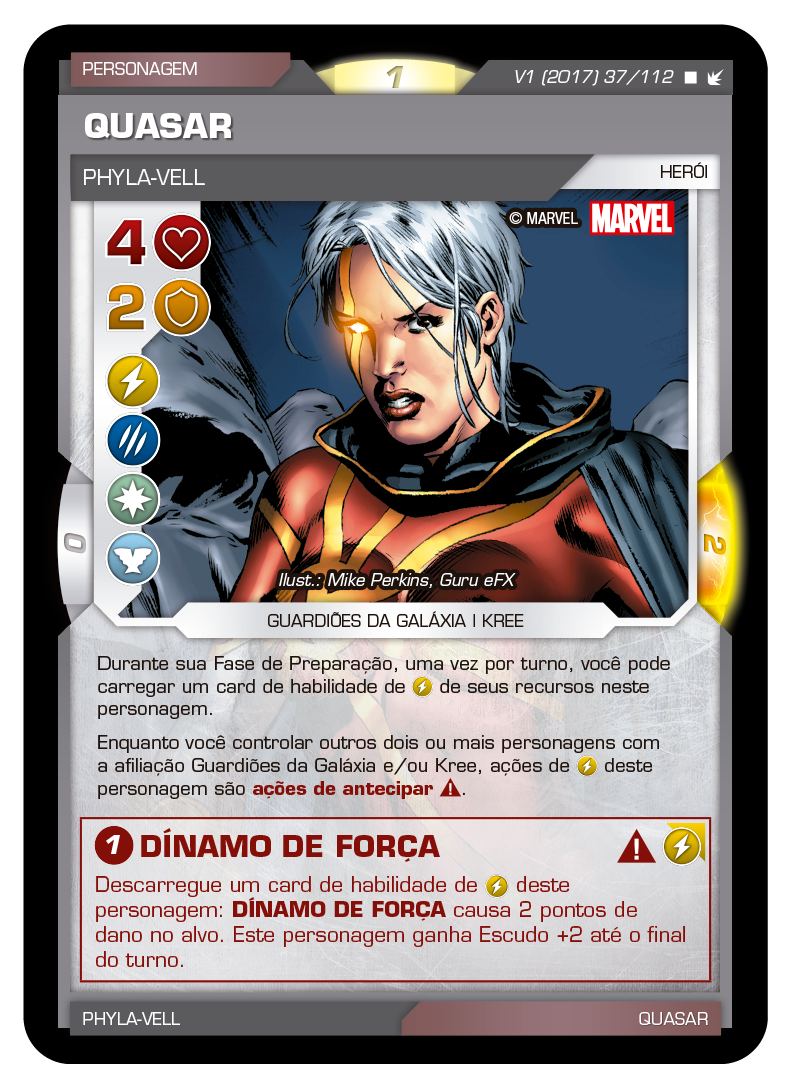 PERSONAGEM
1
V1 (2017) 37/112
QUASAR
PHYLA-VELL
HERÓI
© MARVEL MARVEL
4
2
0
2
Ilust.: Mike Perkins, Guru eFX
GUARDIÕES DA GALÁXIA | KREE
Durante sua Fase de Preparação, uma vez por turno, você pode
carregar um card de habilidade de de seus recursos neste
personagem.
Enquanto você controlar outros dois ou mais personagens com
a afiliação Guardiões da Galáxia e/ou Kree, ações de deste
personagem são ações de antecipar .
1 DÍNAMO DE FORÇA
Descarregue um card de habilidade de deste
personagem: DÍNAMO DE FORÇA causa 2 pontos de
dano no alvo. Este personagem ganha Escudo +2 até o final
do turno.
PHYLA-VELL
QUASAR